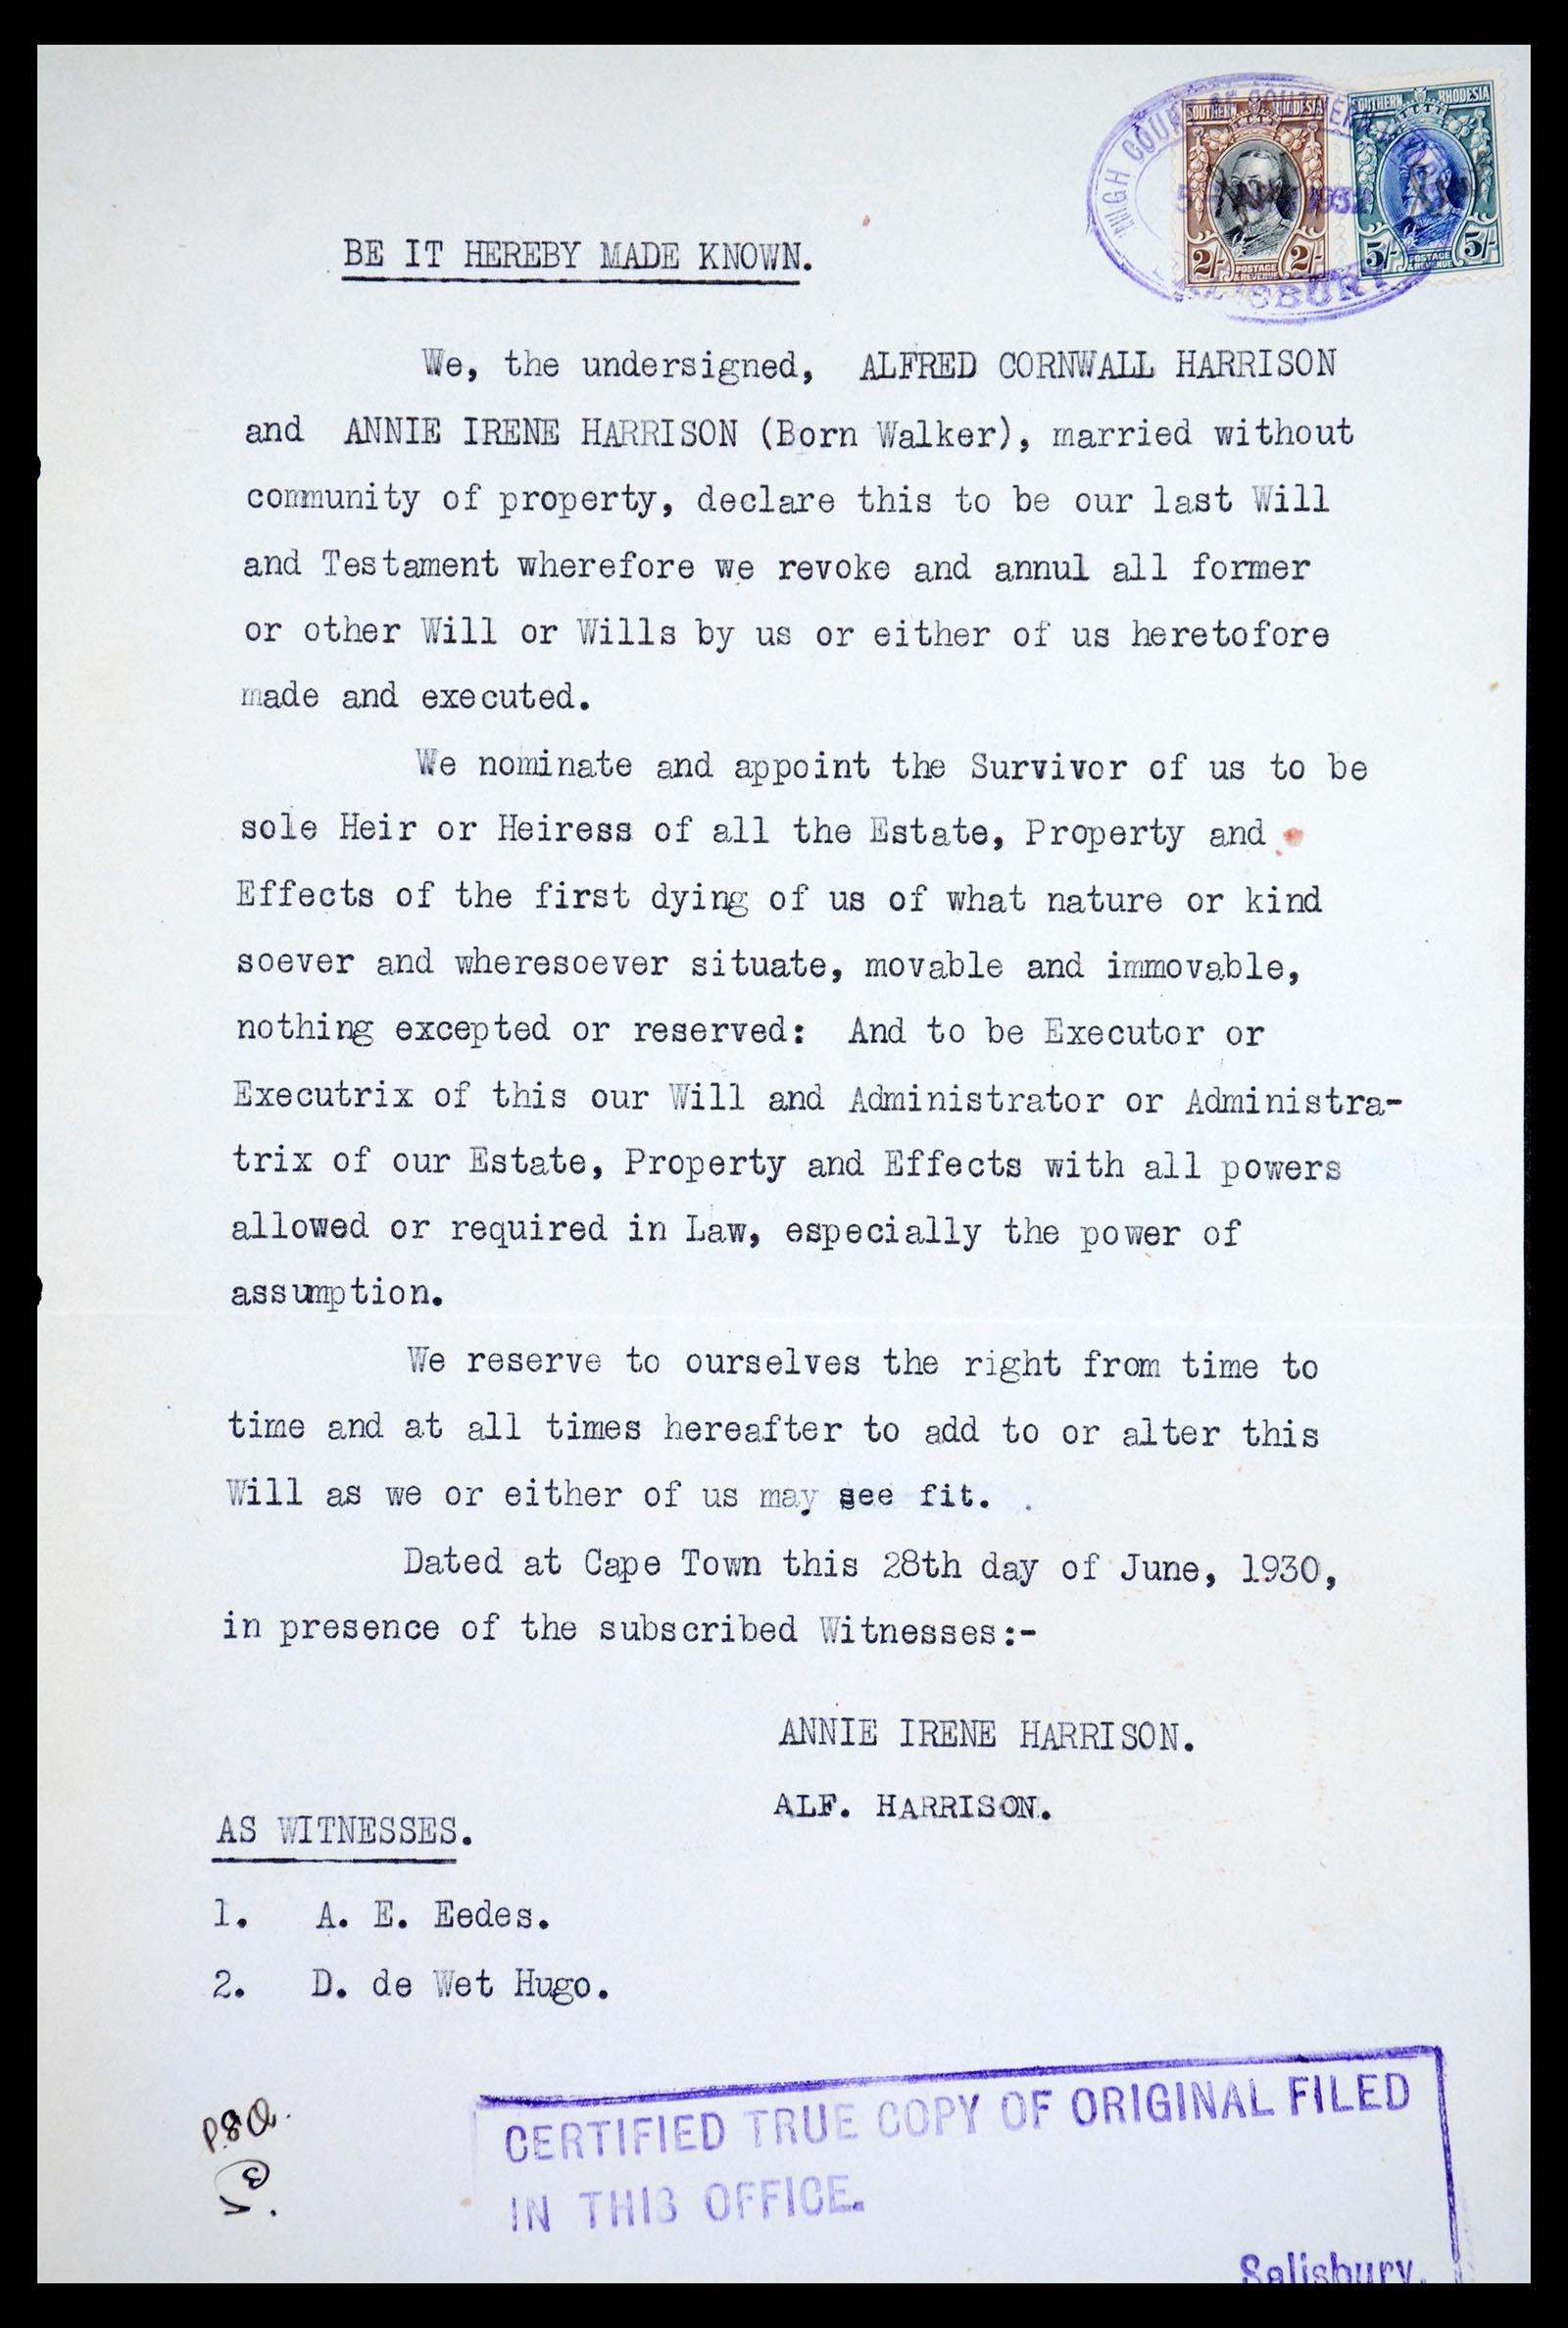 HIGH COURT OF SOUTHERN
SOUTHERN RHODESIA
2/- POSTAGE & REVENUE 2/-
SOUTHERN RHODESIA
5/- POSTAGE & REVENUE 5/-
SALISBURY
BE IT HEREBY MADE KNOWN.
We, the undersigned, ALFRED CORNWALL HARRISON
and ANNIE IRENE HARRISON (Born Walker), married without
community of property, declare this to be our last Will
and Testament wherefore we revoke and annul all former
or other Will or Wills by us or either of us heretofore
made and executed.
We nominate and appoint the Survivor of us to be
sole Heir or Heiress of all the Estate, Property and
Effects of the first dying of us of what nature or kind
soever and wheresoever situate, movable and immovable,
nothing excepted or reserved: And to be Executor or
Executrix of this our Will and Administrator or Administra-
trix of our Estate, Property and Effects with all powers
allowed or required in Law, especially the power of
assumption.
We reserve to ourselves the right from time to
time and at all times hereafter to add to or alter this
Will as we or either of us may see fit. .
Dated at Cape Town this 28th day of June, 1930,
in presence of the subscribed Witnesses:-
ANNIE IRENE HARRISON.
ALF. HARRISON.
AS WITNESSES.
1. A. E. Eedes.
2. D. de Wet Hugo.
CERTIFIED TRUE COPY OF ORIGINAL FILED
IN THIS OFFICE.
Salisbury.